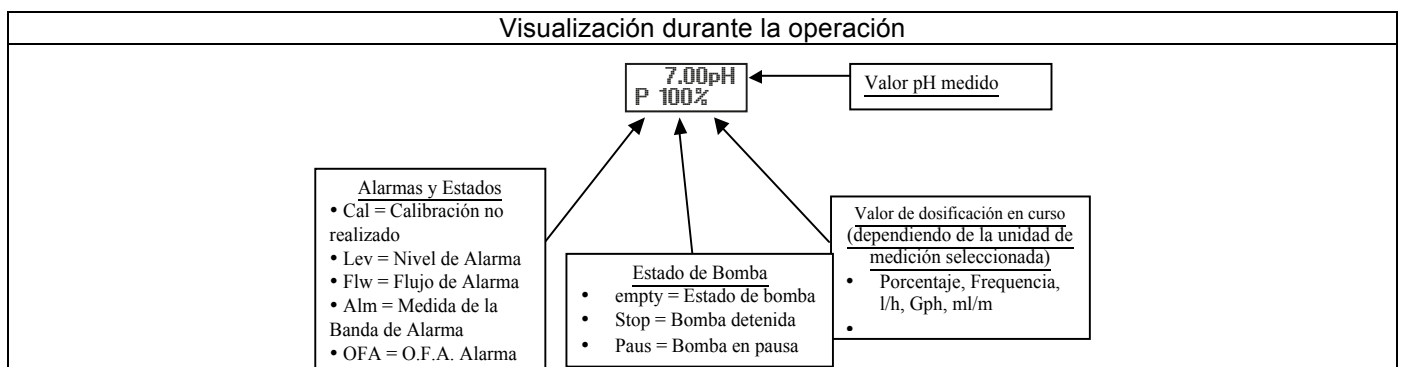 Visualización durante la operación
7.00pH
P 100%
Valor pH medido
Alarmas y Estados
• Cal = Calibración no
realizado
• Lev = Nivel de Alarma
• Flw = Flujo de Alarma
• Alm = Medida de la
Banda de Alarma
• OFA = O.F.A. Alarma
Estado de Bomba
• empty = Estado de bomba
• Stop = Bomba detenida
• Paus = Bomba en pausa
Valor de dosificación en curso
(dependiendo de la unidad de
medición seleccionada)
• Porcentaje, Frequencia,
l/h, Gph, ml/m
•